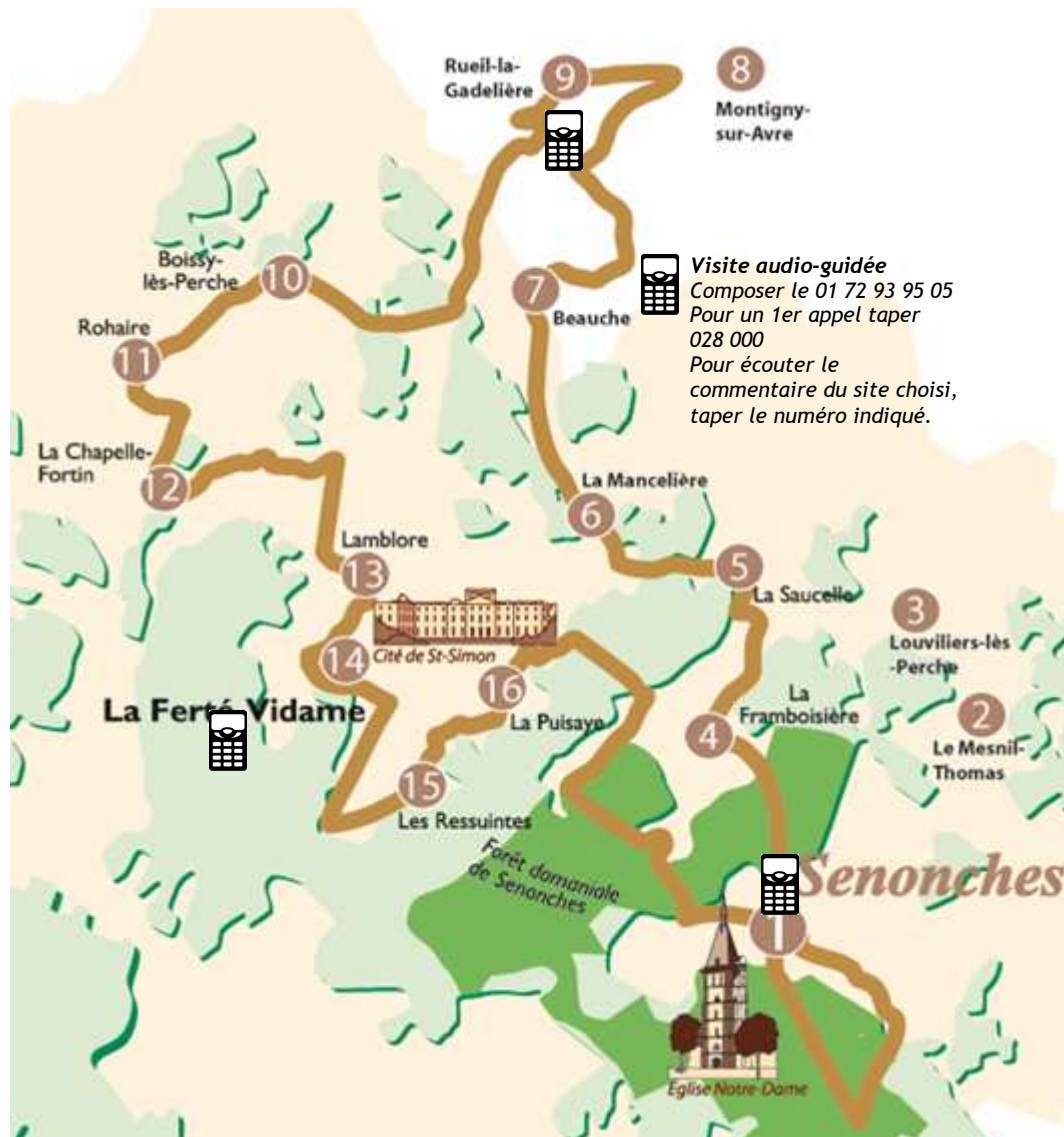 Rueil-la-
Gadelière
9
8
Montigny-
sur-Avre
Boissy-
lès-Perche
10
7
Beauche
Visite audio-guidée
Composer le 01 72 93 95 05
Pour un 1er appel taper
028 000
Pour écouter le
commentaire du site choisi,
taper le numéro indiqué.
Rohaire
11
La Chapelle-
Fortin
12
La Mancelière
6
Lamblore
13
5
La Saucelle
3
Louviliers-lès
-Perche
Cité de St-Simon
14
16
La Puisaye
La Ferté-Vidame
La
Framboisière
4
2
Le Mesnil-
Thomas
15
Les Ressuintes
Forêt domaniale
de Senonches
Senonches
1
Eglise Notre-Dame